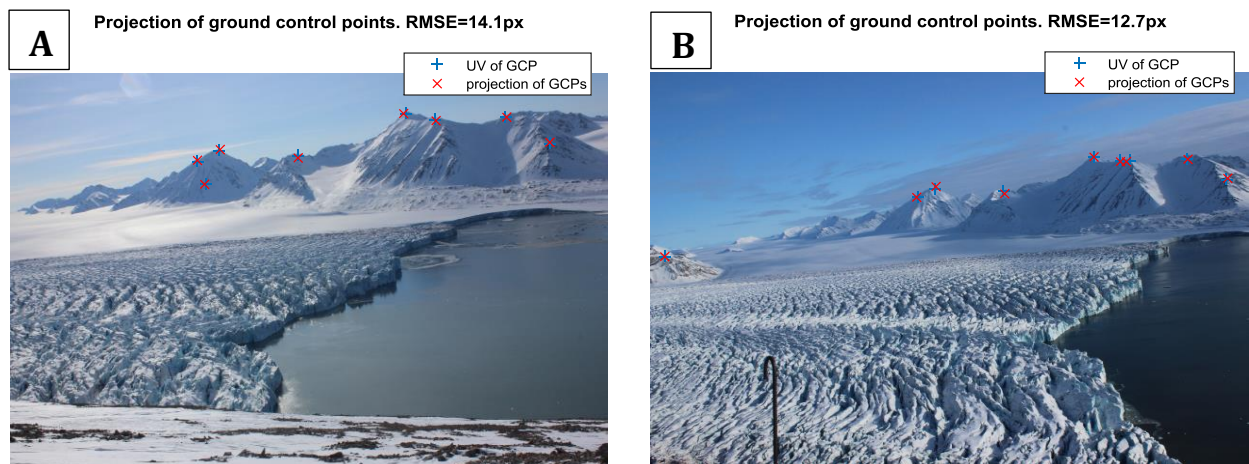 A
Projection of ground control points. RMSE=14.1px
UV of GCP
projection of GCPs
B
Projection of ground control points. RMSE=12.7px
UV of GCP
projection of GCPs